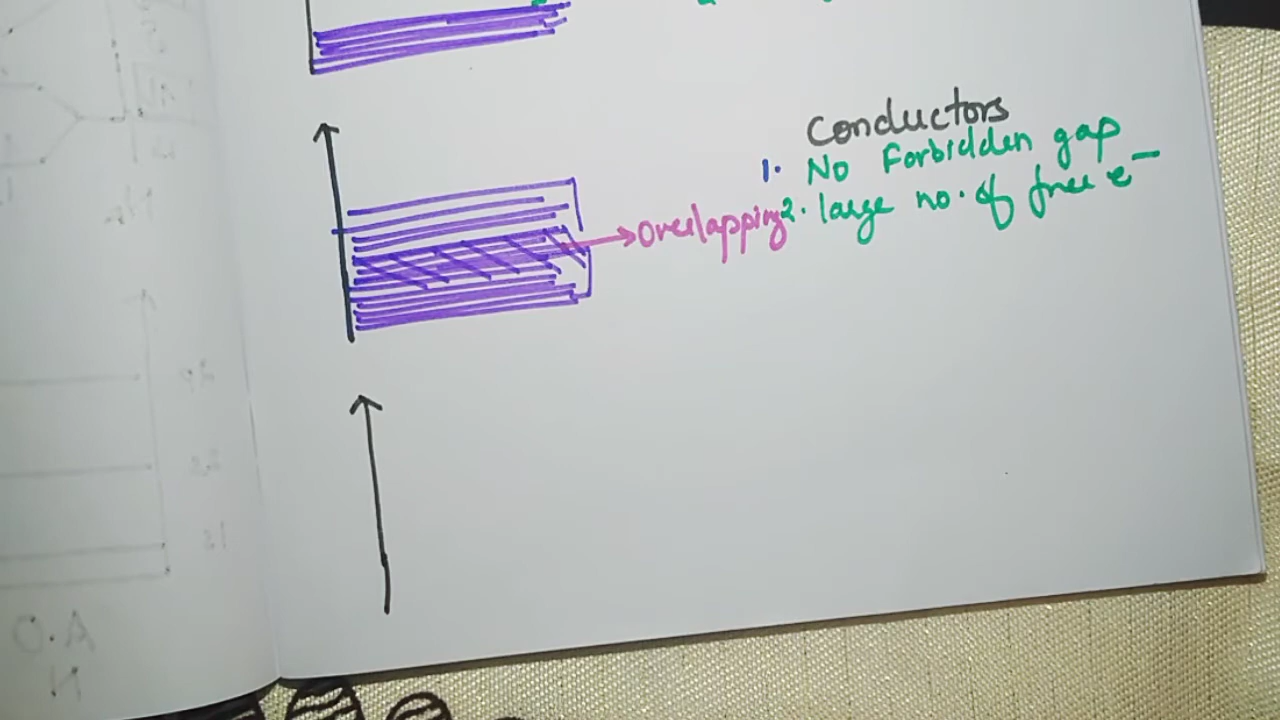 Conductors
1. No Forbidden gap
2. large no. of free e⁻
Overlapping